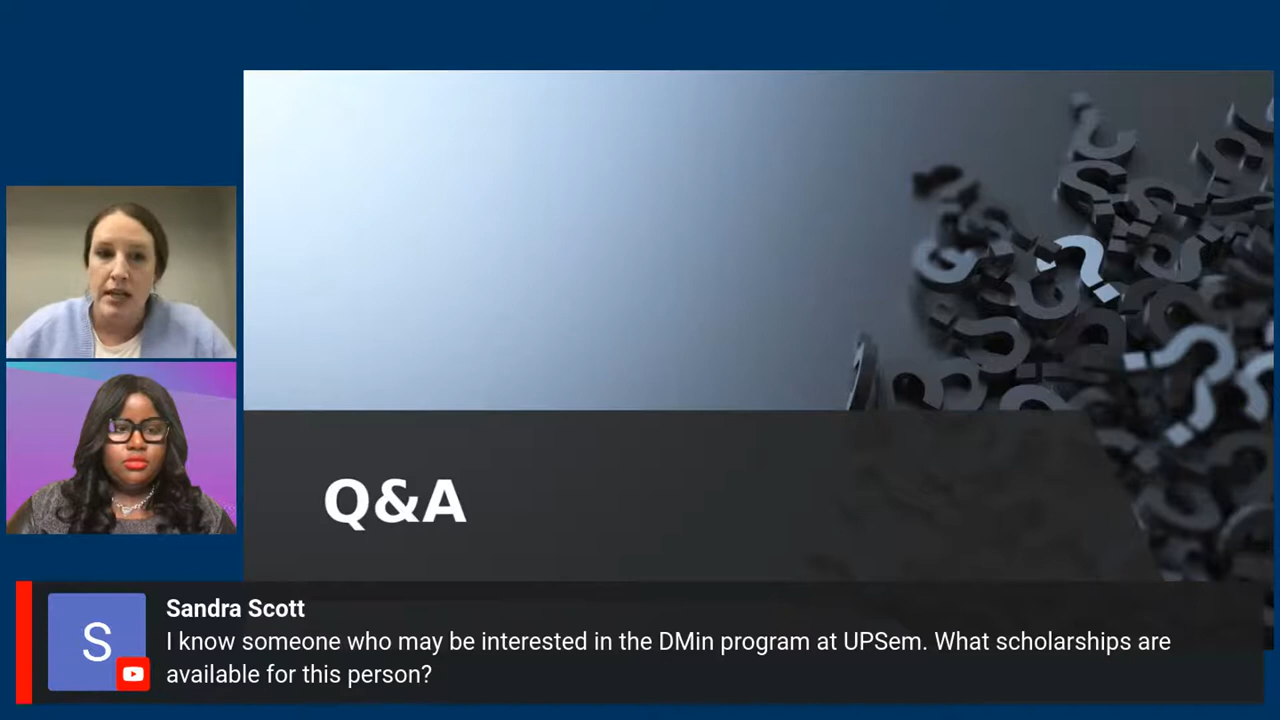 Q&A
S
Sandra Scott
I know someone who may be interested in the DMin program at UPSem. What scholarships are
available for this person?